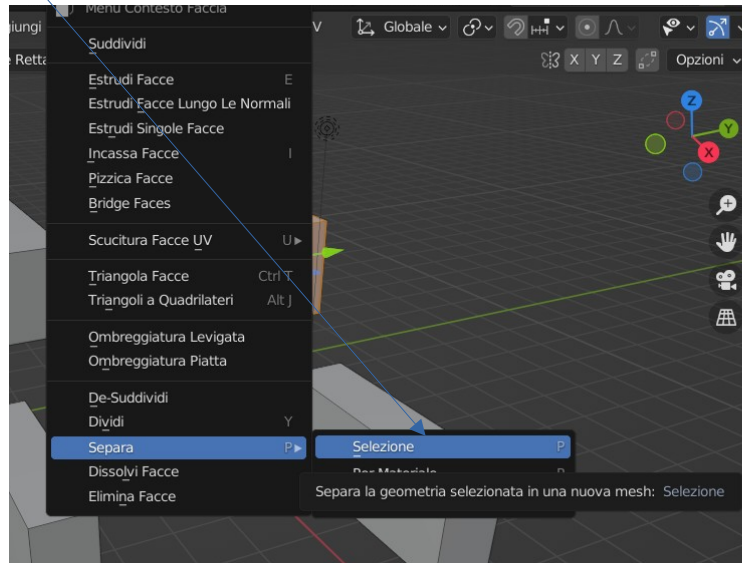 Menu Contesto Faccia
V Globale
X Y Z Opzioni
Suddividi
Estrudi Facce E
Estrudi Facce Lungo Le Normali
Estrudi Singole Facce
Incassa Facce I
Pizzica Facce
Bridge Faces
Scucitura Facce UV U
Triangola Facce Ctrl T
Triangoli a Quadrilateri Alt J
Ombreggiatura Levigata
Ombreggiatura Piatta
De-Suddividi
Dividi Y
Separa P
Selezione P
Dissolvi Facce
Per Materiale P
Elimina Facce
Separa la geometria selezionata in una nuova mesh: Selezione
Z
Y
X